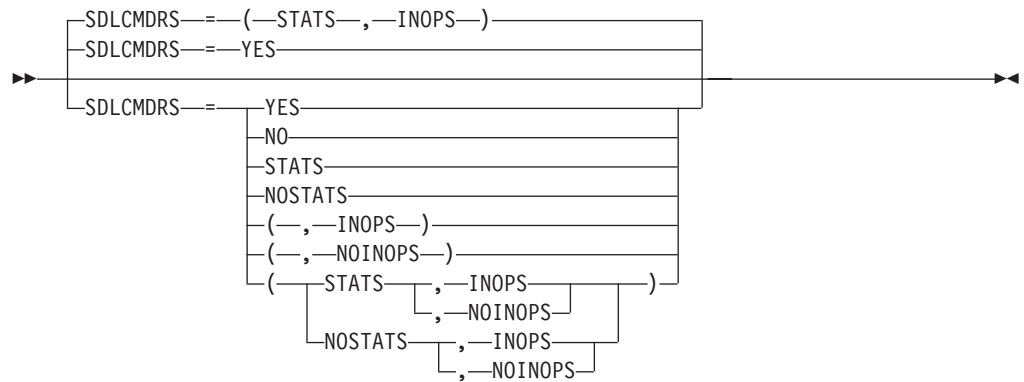 SDLCMDRS = ( STATS , INOPS )
SDLCMDRS = YES
SDLCMDRS = YES
NO
STATS
NOSTATS
( , INOPS )
( , NOINOPS )
( STATS , INOPS )
, NOINOPS
NOSTATS , INOPS
, NOINOPS